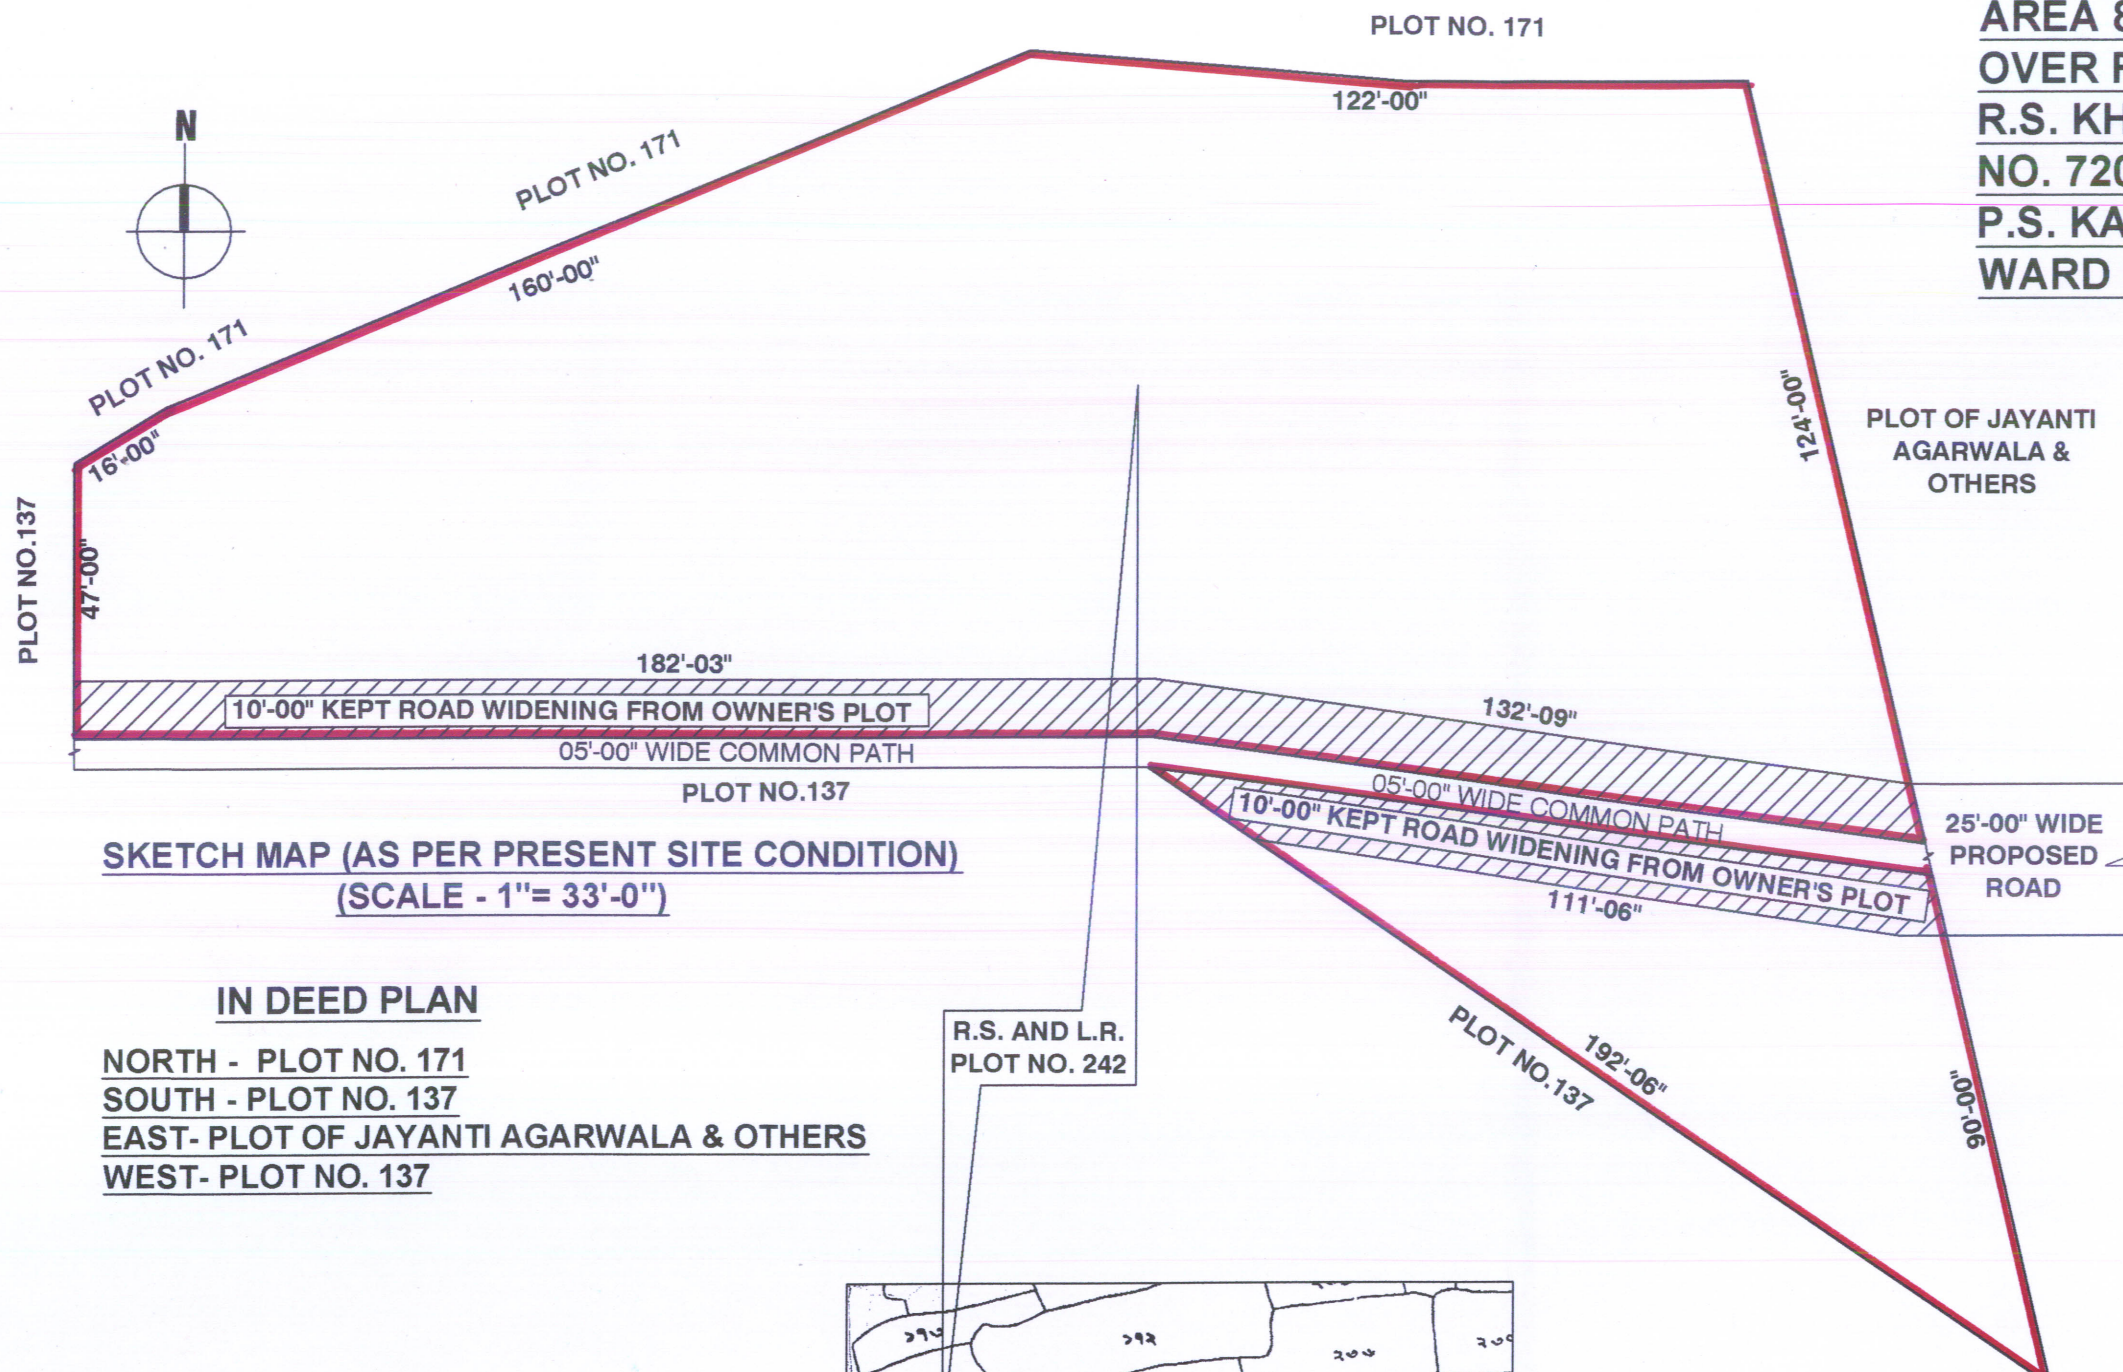 PLOT NO. 171
AREA
OVER
R.S. KH
NO. 720
P.S. KA
WARD
N
122'-00"
PLOT NO. 171
160'-00"
PLOT NO. 171
16'-00"
124'-00"
PLOT OF JAYANTI
AGARWALA &
OTHERS
PLOT NO.137
47'-00"
182'-03"
10'-00" KEPT ROAD WIDENING FROM OWNER'S PLOT
132'-09"
05'-00" WIDE COMMON PATH
PLOT NO.137
05'-00" WIDE COMMON PATH
10'-00" KEPT ROAD WIDENING FROM OWNER'S PLOT
111'-06"
25'-00" WIDE
PROPOSED
ROAD
SKETCH MAP (AS PER PRESENT SITE CONDITION)
(SCALE - 1"= 33'-0")
IN DEED PLAN
NORTH - PLOT NO. 171
SOUTH - PLOT NO. 137
EAST- PLOT OF JAYANTI AGARWALA & OTHERS
WEST- PLOT NO. 137
R.S. AND L.R.
PLOT NO. 242
PLOT NO.137
192'-06"
90'-00"